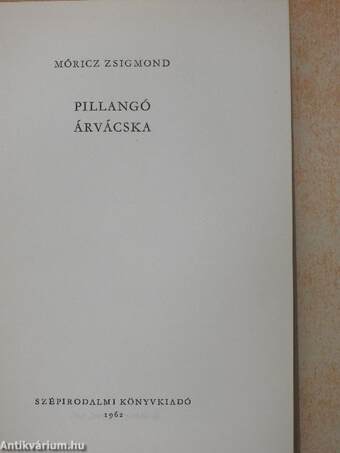 MÓRICZ ZSIGMOND
PILLANGÓ
ÁRVÁCSKA
SZÉPIRODALMI KÖNYVKIADÓ
1962
Antikvárium.hu